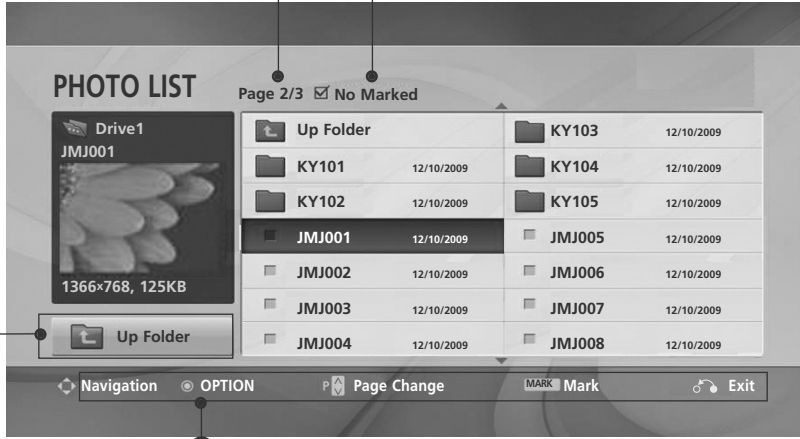 PHOTO LIST
Page 2/3 No Marked
Drive1
JMJ001
1366x768, 125KB
Up Folder
Up Folder
KY101 12/10/2009
KY102 12/10/2009
JMJ001 12/10/2009
JMJ002 12/10/2009
JMJ003 12/10/2009
JMJ004 12/10/2009
KY103 12/10/2009
KY104 12/10/2009
KY105 12/10/2009
JMJ005 12/10/2009
JMJ006 12/10/2009
JMJ007 12/10/2009
JMJ008 12/10/2009
Navigation OPTION P Page Change MARK Mark Exit